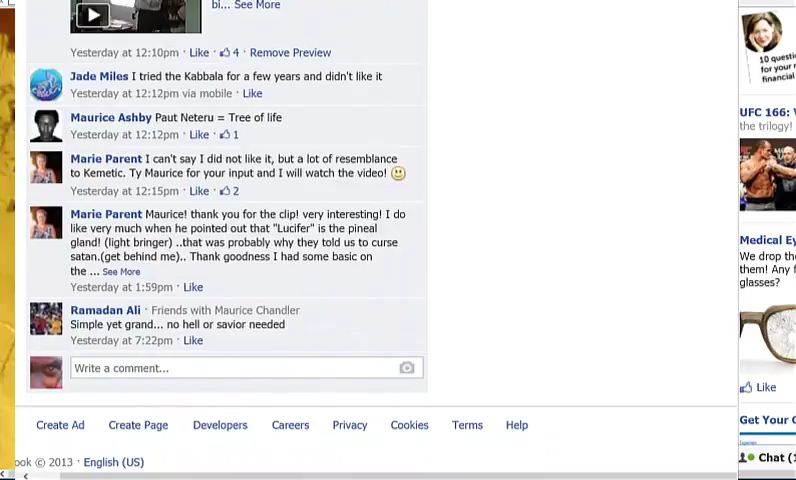 bi... See More
Yesterday at 12:10pm · Like · 4 · Remove Preview
Jade Miles I tried the Kabbala for a few years and didn't like it
Yesterday at 12:12pm via mobile · Like
Maurice Ashby Paut Neteru = Tree of life
Yesterday at 12:12pm · Like · 1
Marie Parent I can't say I did not like it, but a lot of resemblance
to Kemetic. Ty Maurice for your input and I will watch the video!
Yesterday at 12:15pm · Like · 2
Marie Parent Maurice! thank you for the clip! very interesting! I do
like very much when he pointed out that "Lucifer" is the pineal
gland! (light bringer) ..that was probably why they told us to curse
satan.(get behind me).. Thank goodness I had some basic on
the ... See More
Yesterday at 1:59pm · Like
Ramadan Ali · Friends with Maurice Chandler
Simple yet grand... no hell or savior needed
Yesterday at 7:22pm · Like
Write a comment...
Create Ad Create Page Developers Careers Privacy Cookies Terms Help
ook © 2013 · English (US)
10 questi
for your r
financial
UFC 166: V
the trilogy!
Medical Ey
We drop the
them! Any f
glasses?
Like
Get Your C
Chat (1